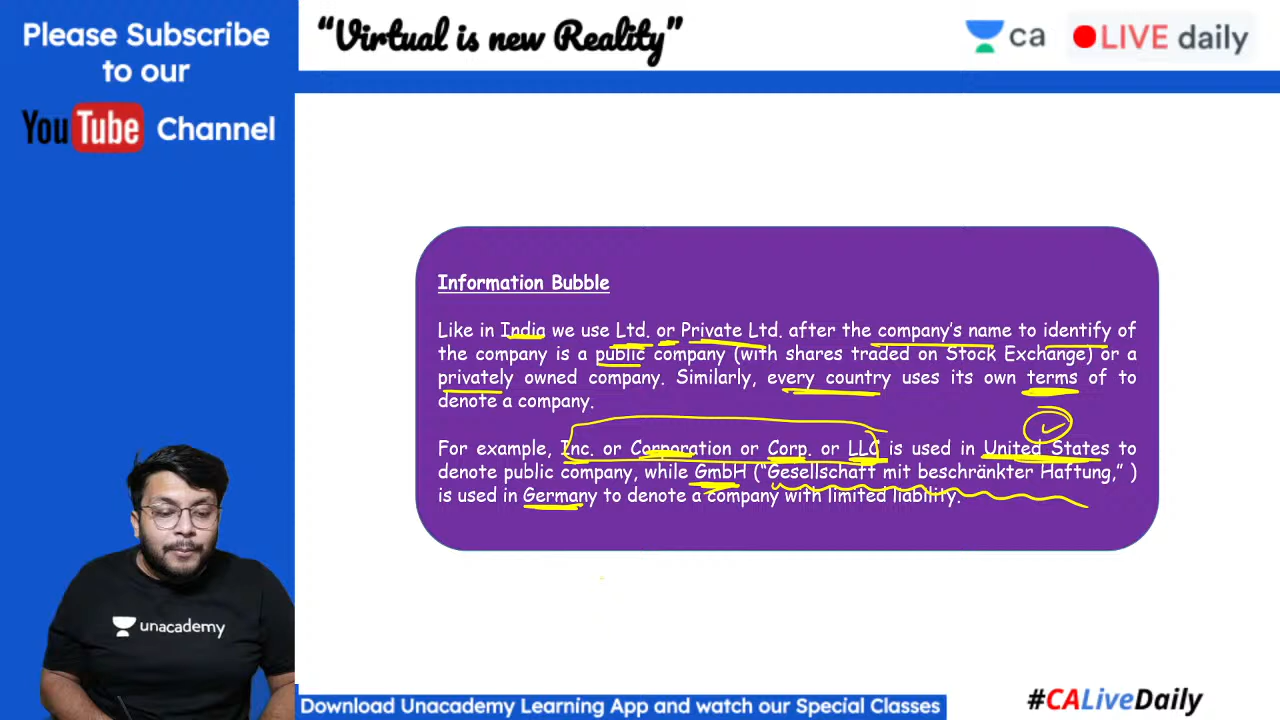 Please Subscribe
to our
YouTube Channel
"Virtual is new Reality"
ca LIVE daily
Information Bubble
Like in India we use Ltd. or Private Ltd. after the company's name to identify of
the company is a public company (with shares traded on Stock Exchange) or a
privately owned company. Similarly, every country uses its own terms of to
denote a company.
For example, Inc. or Corporation or Corp. or LLC is used in United States to
denote public company, while GmbH ("Gesellschaft mit beschränkter Haftung," )
is used in Germany to denote a company with limited liability.
unacademy
Download Unacademy Learning App and watch our Special Classes
#CALiveDaily